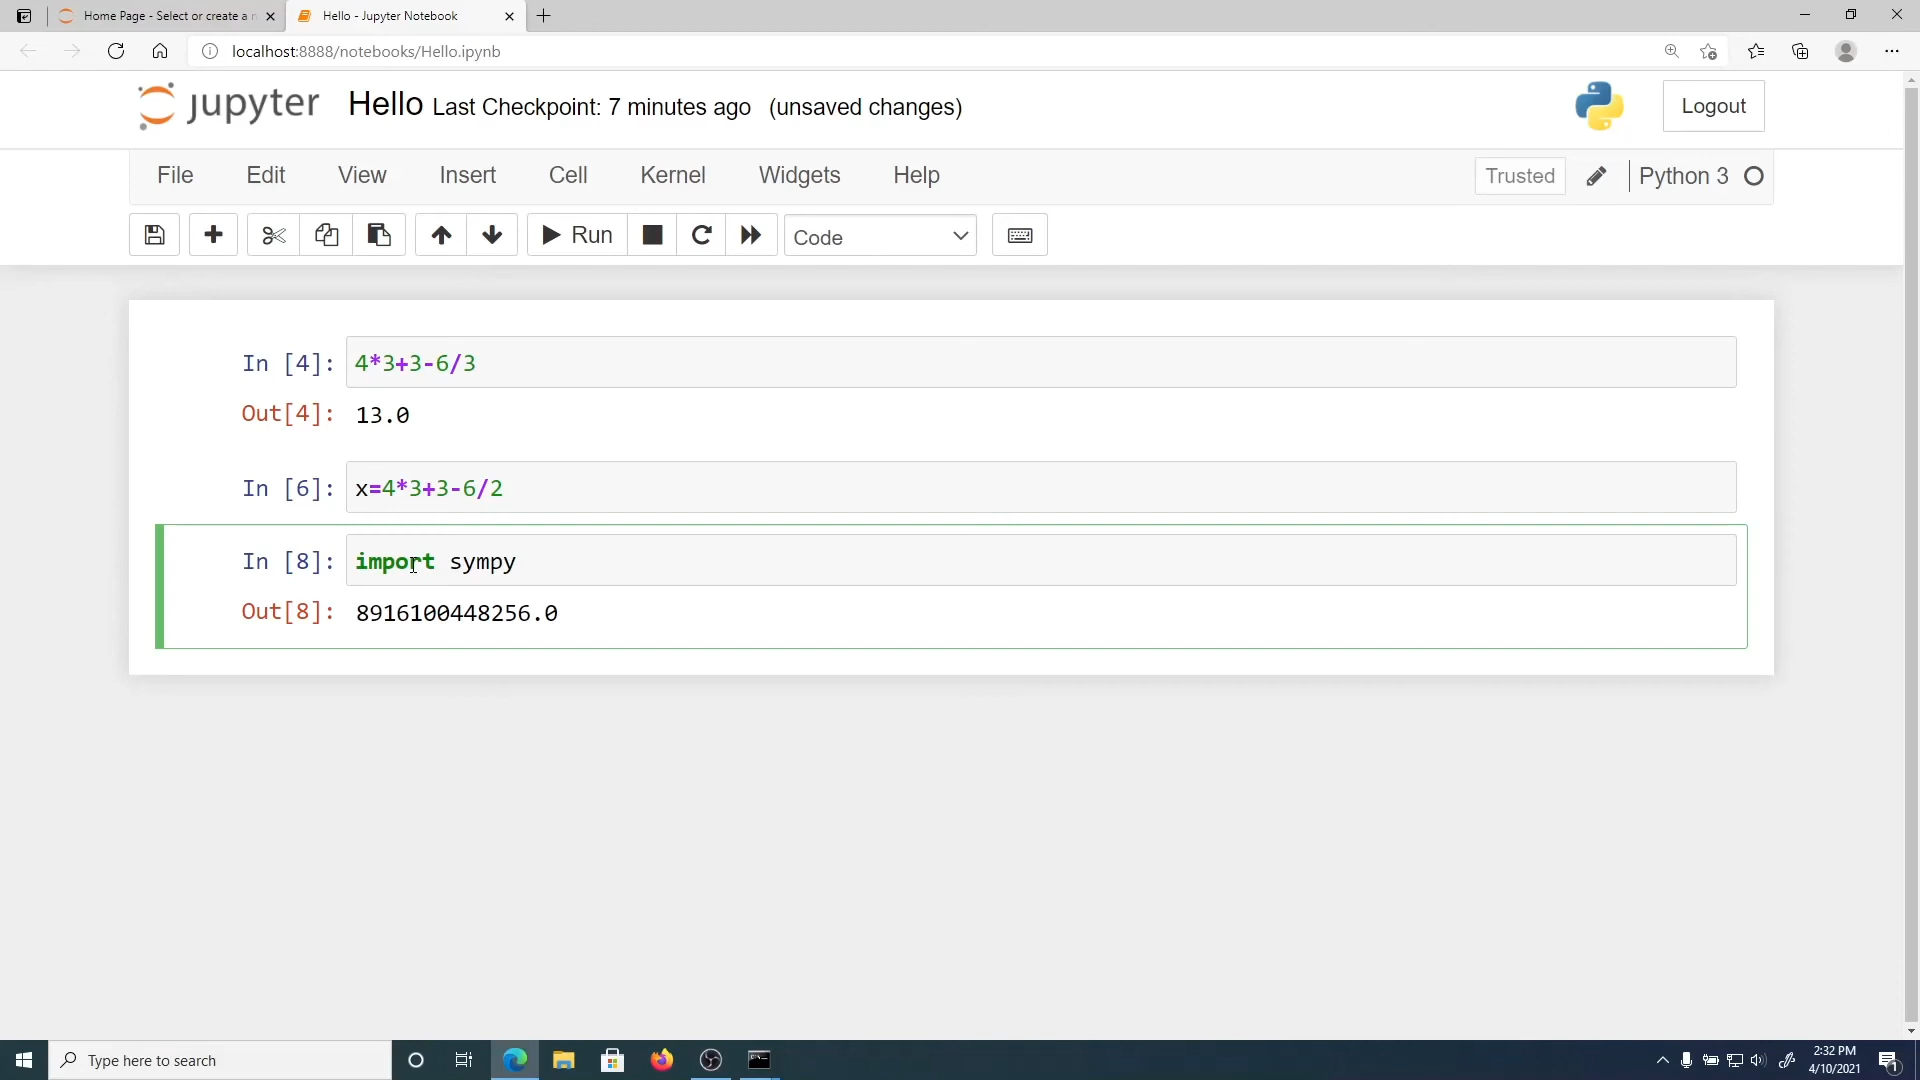 Home Page - Select or create a n
Hello - Jupyter Notebook
localhost:8888/notebooks/Hello.ipynb
jupyter Hello Last Checkpoint: 7 minutes ago (unsaved changes)
Logout
File Edit View Insert Cell Kernel Widgets Help
Trusted
Python 3
Run
Code
In [4]: 4*3+3-6/3
Out[4]: 13.0
In [6]: x=4*3+3-6/2
In [8]: import sympy
Out[8]: 8916100448256.0
Type here to search
2:32 PM
4/10/2021
1